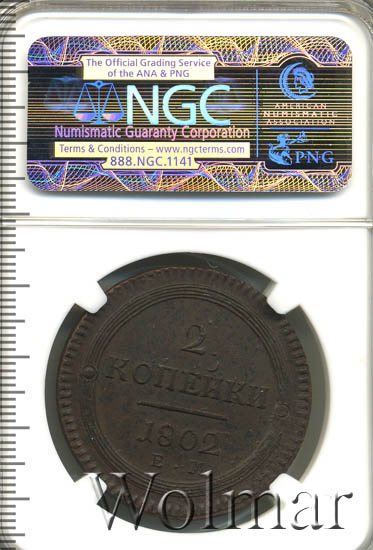 The Official Grading Service
of the ANA & PNG
NGC
Numismatic Guaranty Corporation
Terms & Conditions – www.ngcterms.com
888.NGC.1141
AMERICAN
NUMISMATIC
ASSOCIATION
PNG
2
КОПЕЙКИ
1802
Wolmar